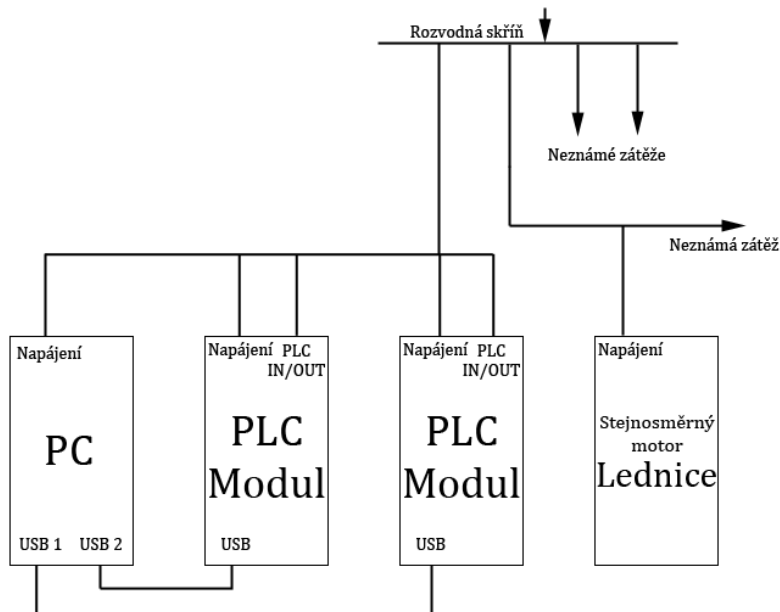 Rozvodná skříň
Neznámé zátěže
Neznámá zátěž
Napájení
PC
USB 1 USB 2
Napájení PLC
IN/OUT
PLC
Modul
USB
Napájení PLC
IN/OUT
PLC
Modul
USB
Napájení
Stejnosměrný
motor
Lednice